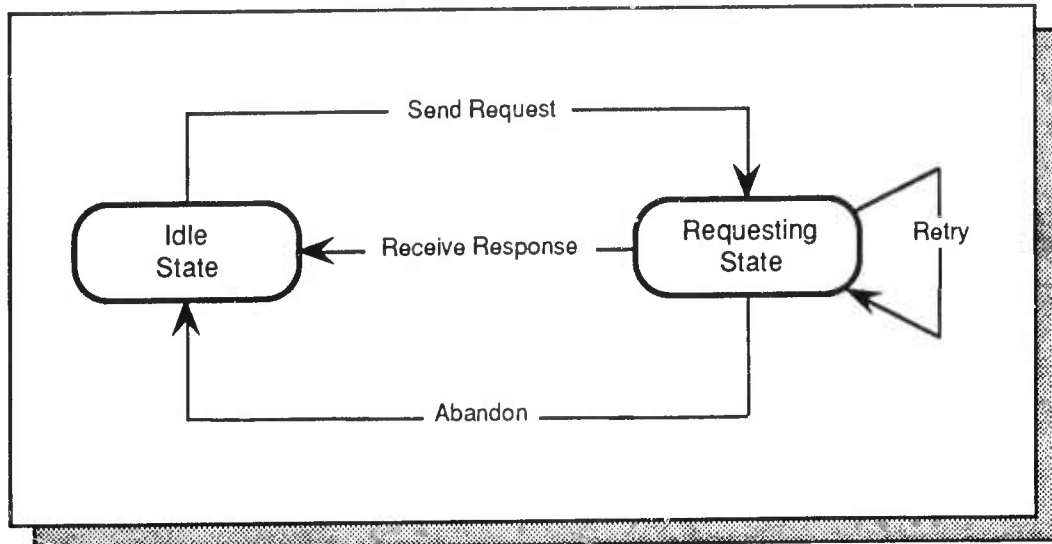 Send Request
Idle
State
Receive Response
Requesting
State
Retry
Abandon